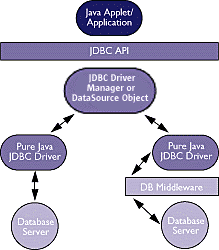 Java Applet/
Application
JDBC API
JDBC Driver
Manager or
DataSource Object
Pure Java
JDBC Driver
Pure Java
JDBC Driver
DB Middleware
Database
Server
Database
Server